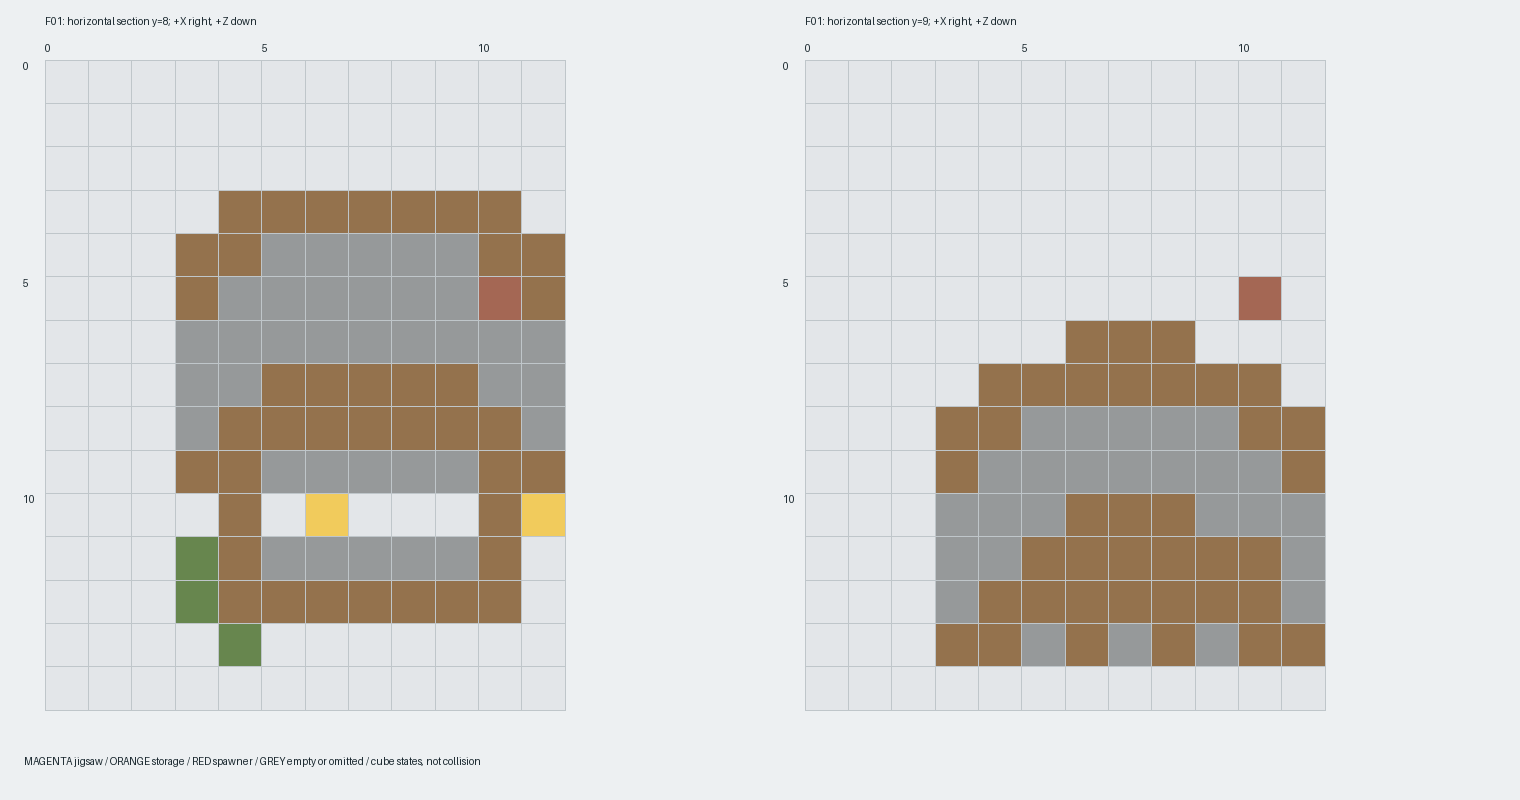 F01: horizontal section y=8; +X right, +Z down
F01: horizontal section y=9; +X right, +Z down
0 5 10
0 5 10
0
0
5
5
10
10
MAGENTA jigsaw / ORANGE storage / RED spawner / GREY empty or omitted / cube states, not collision